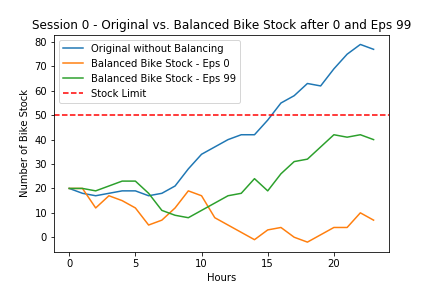 Session 0 - Original vs. Balanced Bike Stock after 0 and Eps 99
Number of Bike Stock
80
70
60
50
40
30
20
10
0
Original without Balancing
Balanced Bike Stock - Eps 0
Balanced Bike Stock - Eps 99
Stock Limit
0 5 10 15 20
Hours